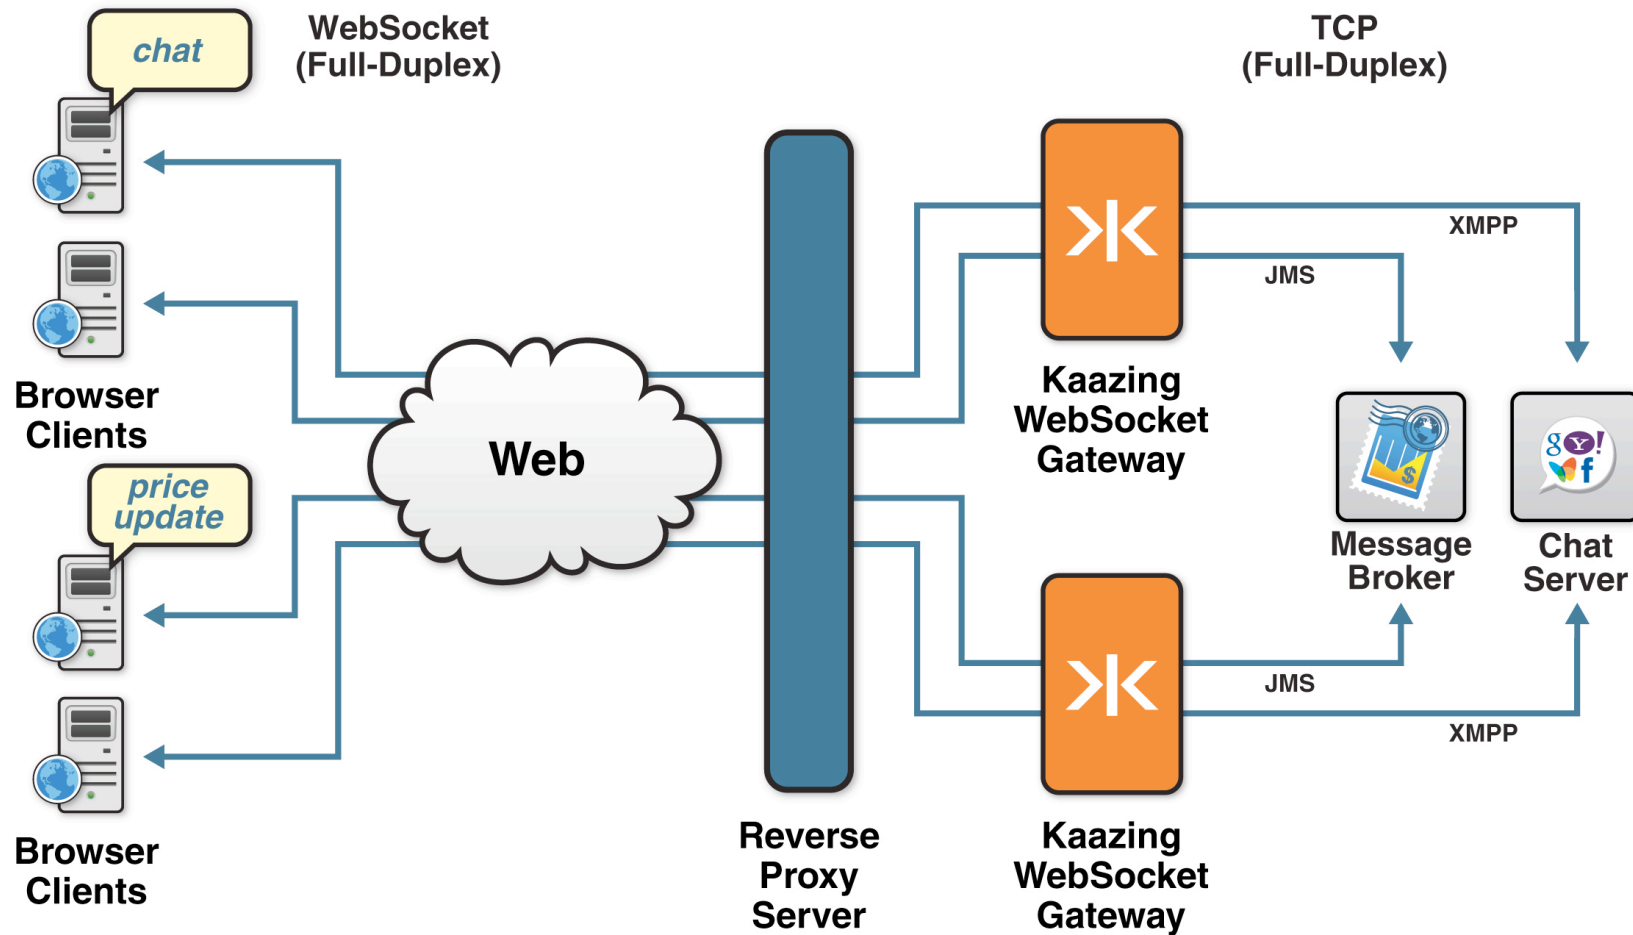 chat
WebSocket
(Full-Duplex)
TCP
(Full-Duplex)
XMPP
JMS
Browser
Clients
Web
Kaazing
WebSocket
Gateway
g Y!
f
Message
Broker
Chat
Server
price
update
$
JMS
XMPP
Browser
Clients
Reverse
Proxy
Server
Kaazing
WebSocket
Gateway